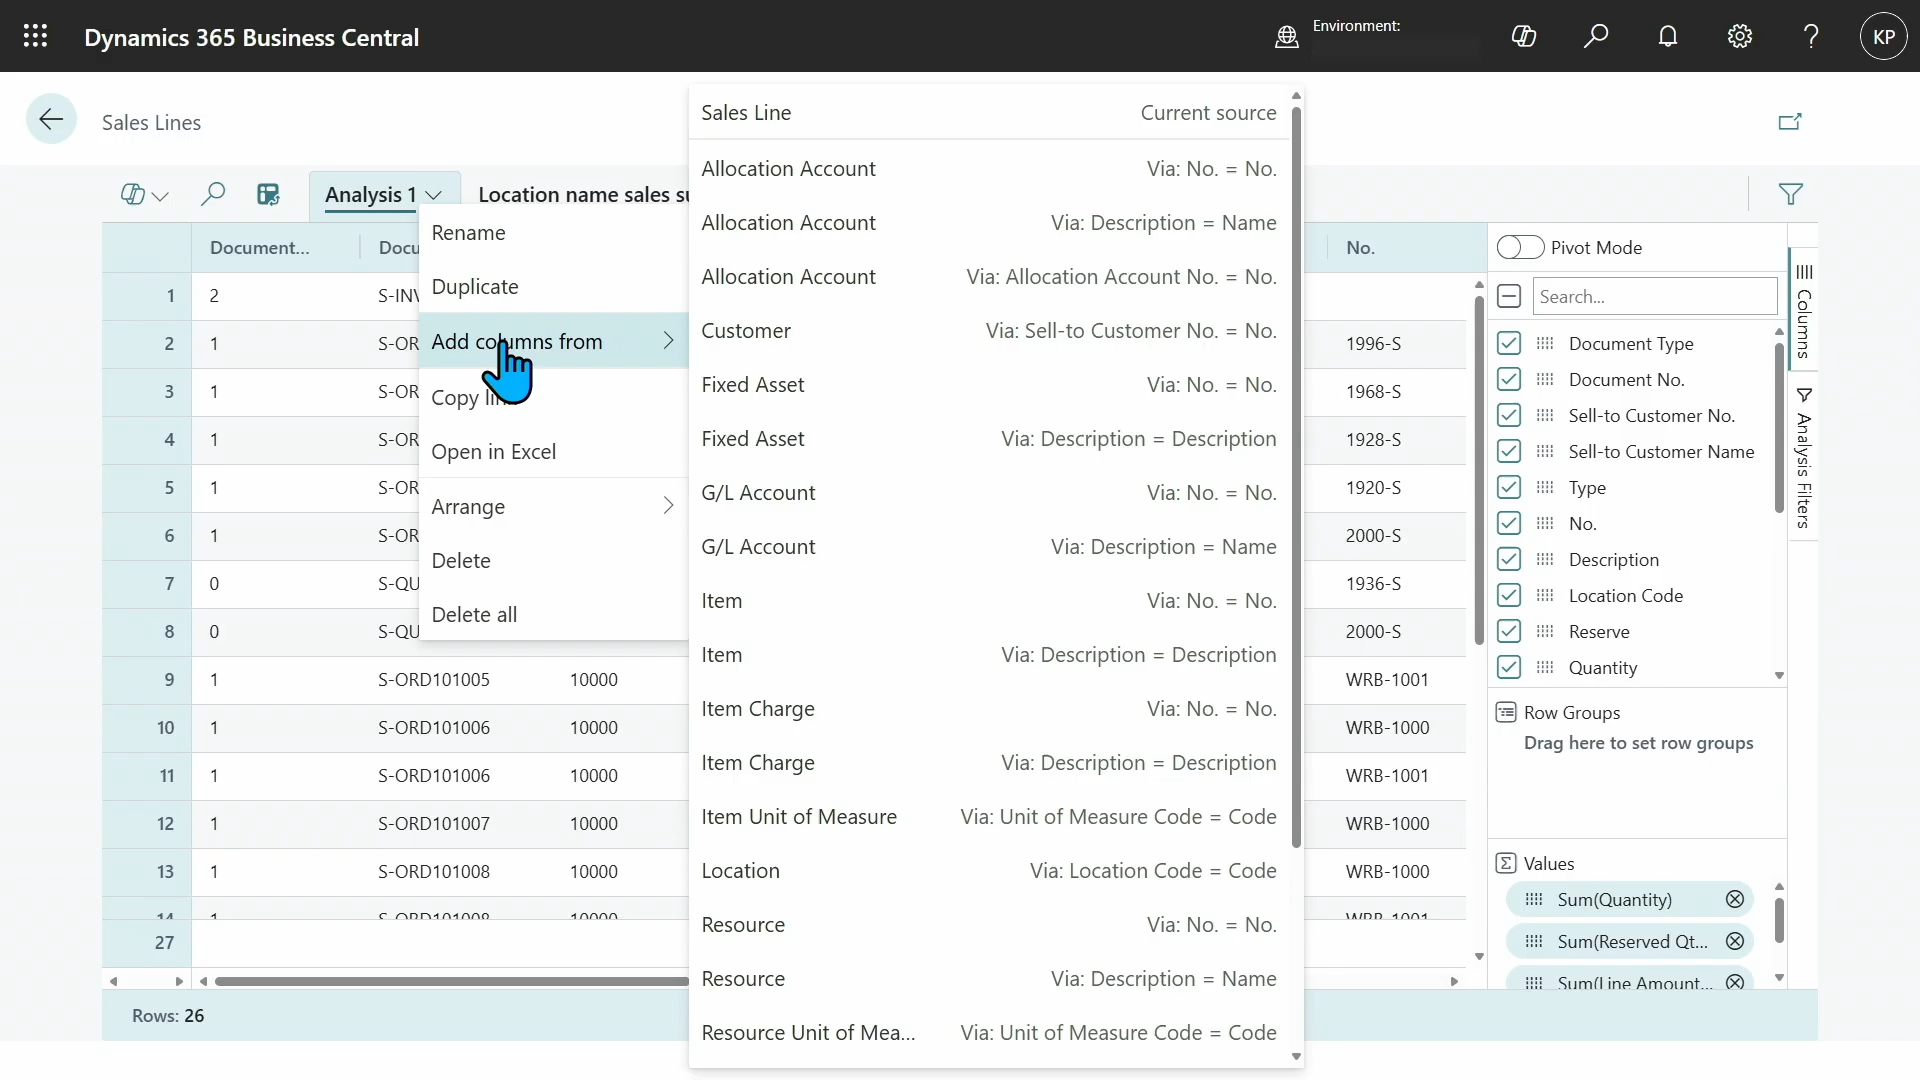 Dynamics 365 Business Central
Environment:
KP
Sales Lines
Analysis 1
Location name sales
Rename
Duplicate
Add columns from
Copy
Open in Excel
Arrange
Delete
Delete all
Sales Line Current source
Allocation Account Via: No. = No.
Allocation Account Via: Description = Name
Allocation Account Via: Allocation Account No. = No.
Customer Via: Sell-to Customer No. = No.
Fixed Asset Via: No. = No.
Fixed Asset Via: Description = Description
G/L Account Via: No. = No.
G/L Account Via: Description = Name
Item Via: No. = No.
Item Via: Description = Description
Item Charge Via: No. = No.
Item Charge Via: Description = Description
Item Unit of Measure Via: Unit of Measure Code = Code
Location Via: Location Code = Code
Resource Via: No. = No.
Resource Via: Description = Name
Resource Unit of Mea... Via: Unit of Measure Code = Code
Document... Docu No.
1 2 S-INV
2 1 S-OR 1996-S
3 1 S-OR 1968-S
4 1 S-OR 1928-S
5 1 S-OR 1920-S
6 1 S-OR 2000-S
7 0 S-QU 1936-S
8 0 S-QU 2000-S
9 1 S-ORD101005 10000 WRB-1001
10 1 S-ORD101006 10000 WRB-1000
11 1 S-ORD101006 10000 WRB-1001
12 1 S-ORD101007 10000 WRB-1000
13 1 S-ORD101008 10000 WRB-1000
14 1 S-ORD101008 10000 WRB-1001
27
Rows: 26
Pivot Mode
Search...
Document Type
Document No.
Sell-to Customer No.
Sell-to Customer Name
Type
No.
Description
Location Code
Reserve
Quantity
Row Groups
Drag here to set row groups
Values
Sum(Quantity)
Sum(Reserved Qt...
Sum(Line Amount...
Columns
Analysis Filters